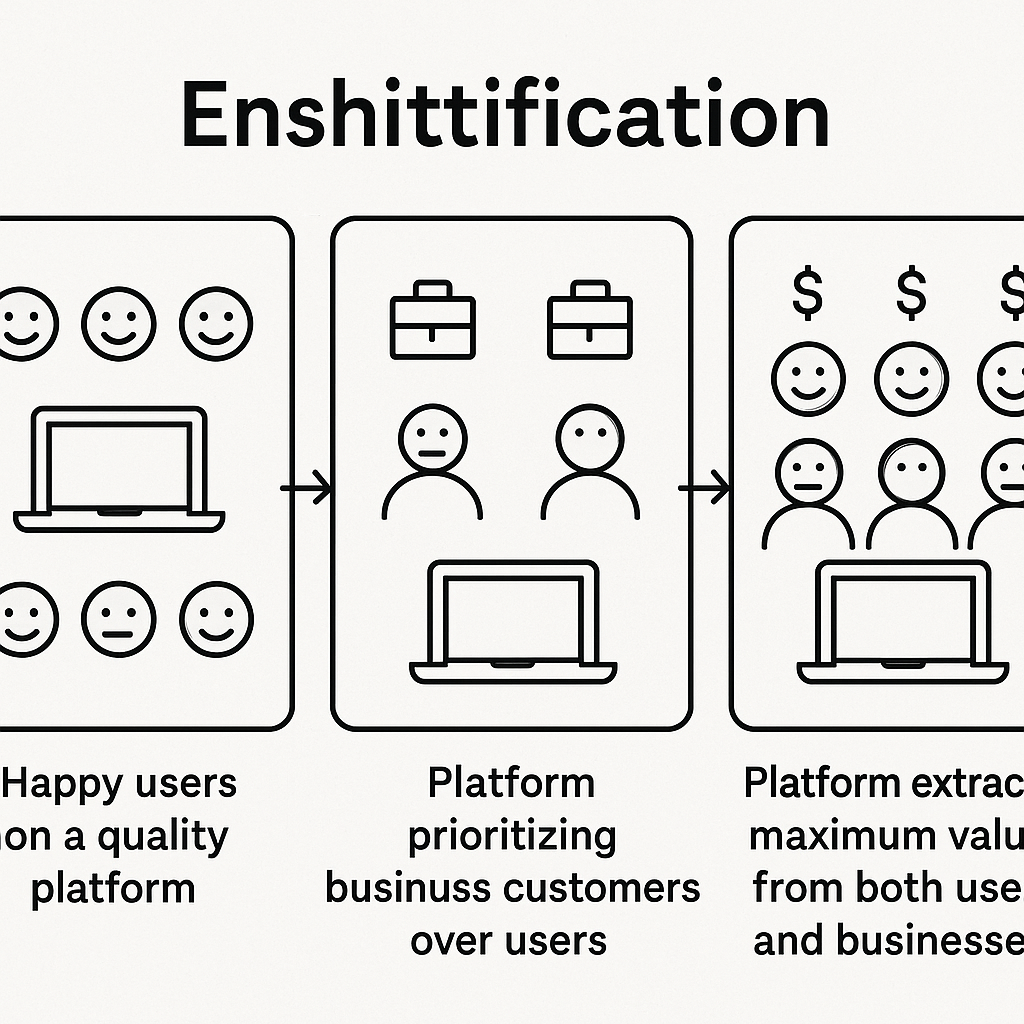 Enshittification
$ $ $
Happy users
on a quality
platform
Platform
prioritizing
businuss customers
over users
Platform extrac
maximum valu
from both use
and businesse